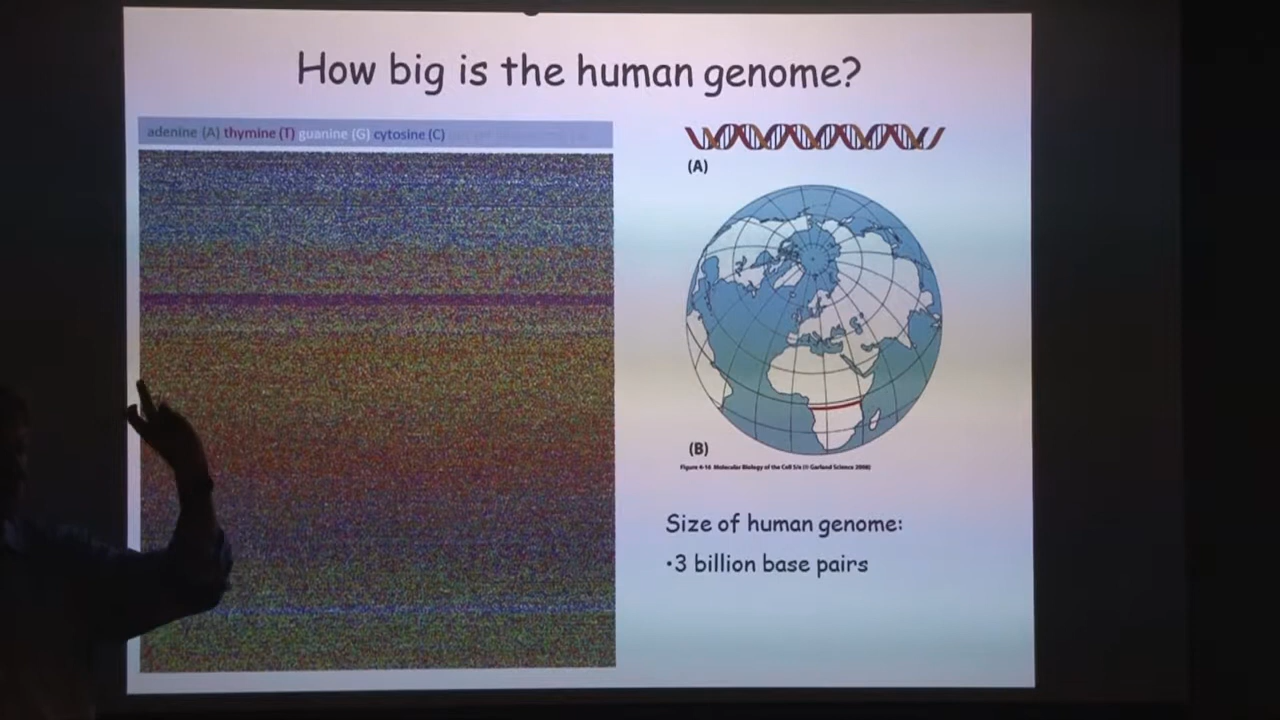 How big is the human genome?
adenine (A) thymine (T) guanine (G) cytosine (C)
(A)
(B)
Figure 4-16 Molecular Biology of the Cell 5/e (© Garland Science 2008)
Size of human genome:
•3 billion base pairs